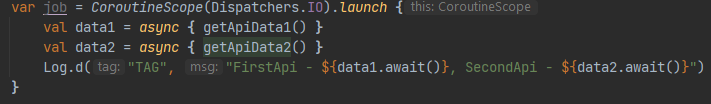 var job = CoroutineScope(Dispatchers.IO).launch { this: CoroutineScope
val data1 = async { getApiData1() }
val data2 = async { getApiData2() }
Log.d( tag: "TAG", msg: "FirstApi - ${data1.await()}, SecondApi - ${data2.await()}")
}